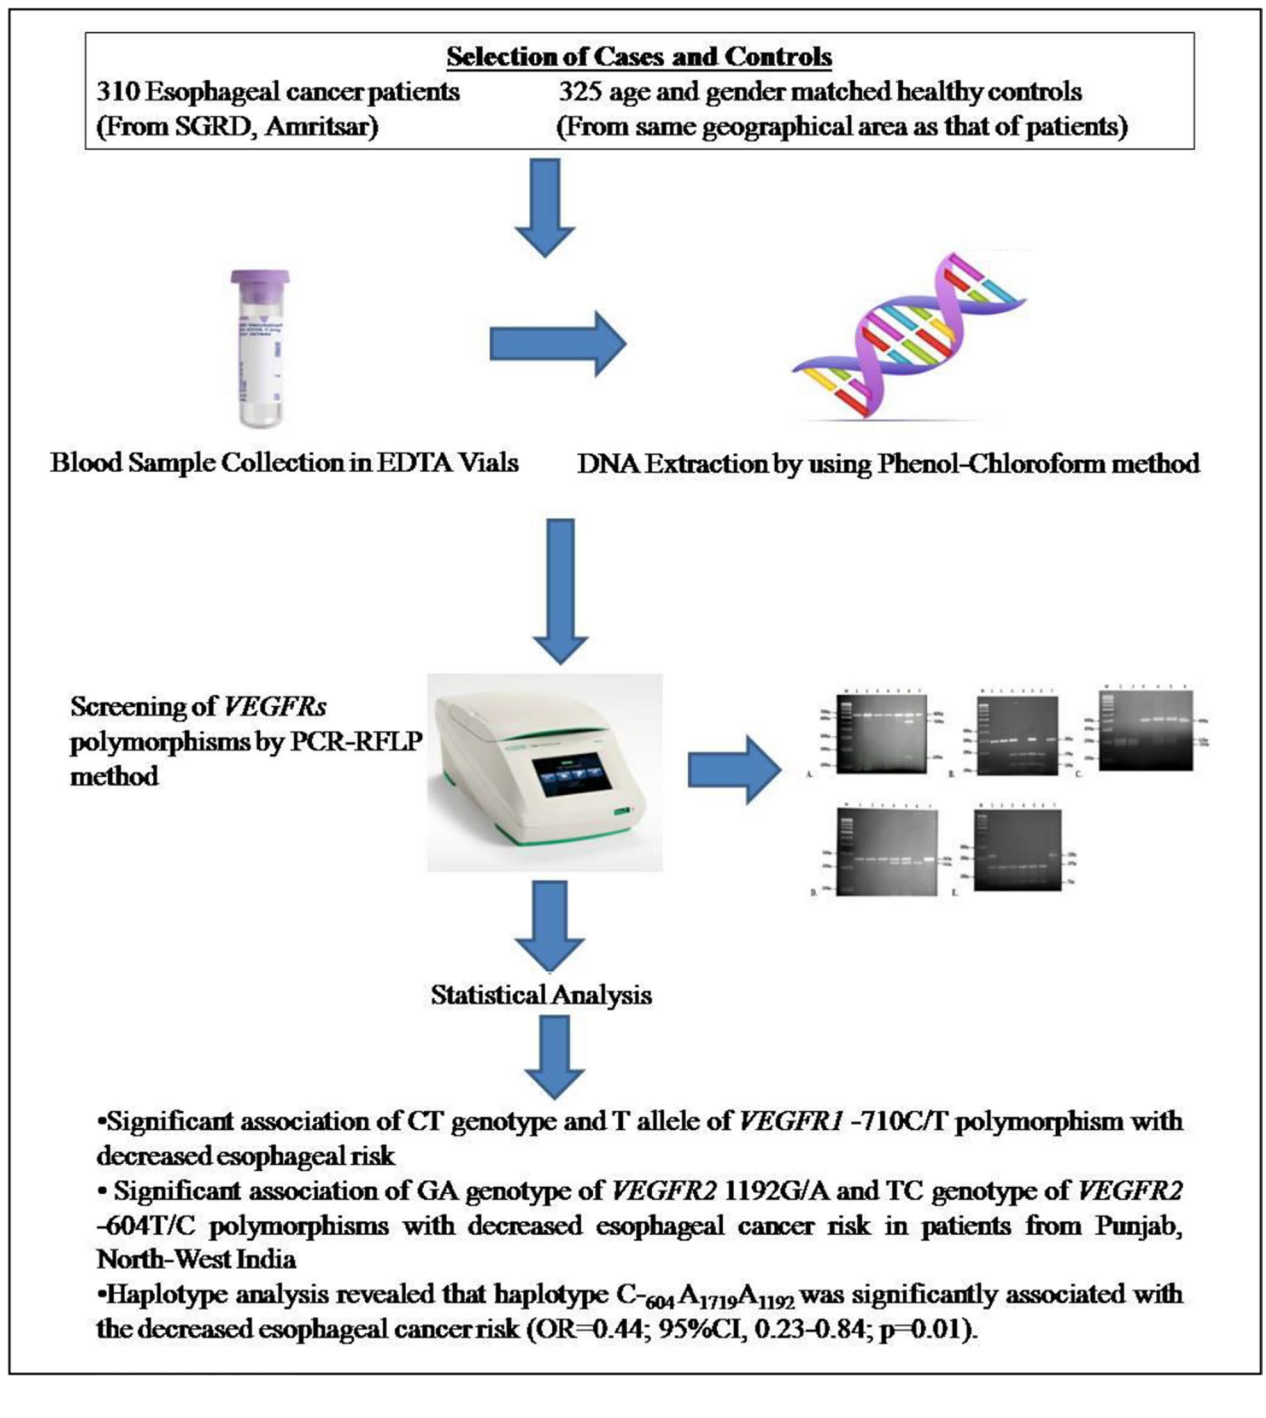 Selection of Cases and Controls
310 Esophageal cancer patients 325 age and gender matched healthy controls
(From SGRD, Amritsar) (From same geographical area as that of patients)
Blood Sample Collection in EDTA Vials DNA Extraction by using Phenol-Chloroform method
Screening of VEGFRs
polymorphisms by PCR-RFLP
method
A. B. C.
D. E.
Statistical Analysis
•Significant association of CT genotype and T allele of VEGFR1 -710C/T polymorphism with
decreased esophageal risk
• Significant association of GA genotype of VEGFR2 1192G/A and TC genotype of VEGFR2
-604T/C polymorphisms with decreased esophageal cancer risk in patients from Punjab,
North-West India
•Haplotype analysis revealed that haplotype C-604A1719A1192 was significantly associated with
the decreased esophageal cancer risk (OR=0.44; 95%CI, 0.23-0.84; p=0.01).